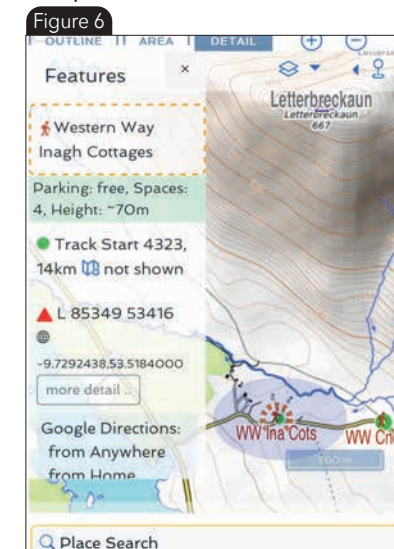 Figure 6
OUTLINE AREA DETAIL
Features ×
Western Way
Inagh Cottages
Parking: free, Spaces:
4, Height: ~70m
Track Start 4323,
14km not shown
L 85349 53416
-9.7292438,53.5184000
more detail ..
Google Directions:
from Anywhere
from Home
Letterbreckaun
Letterbreckaun
667
WW Ina Cots
WW Cn
500m
Place Search